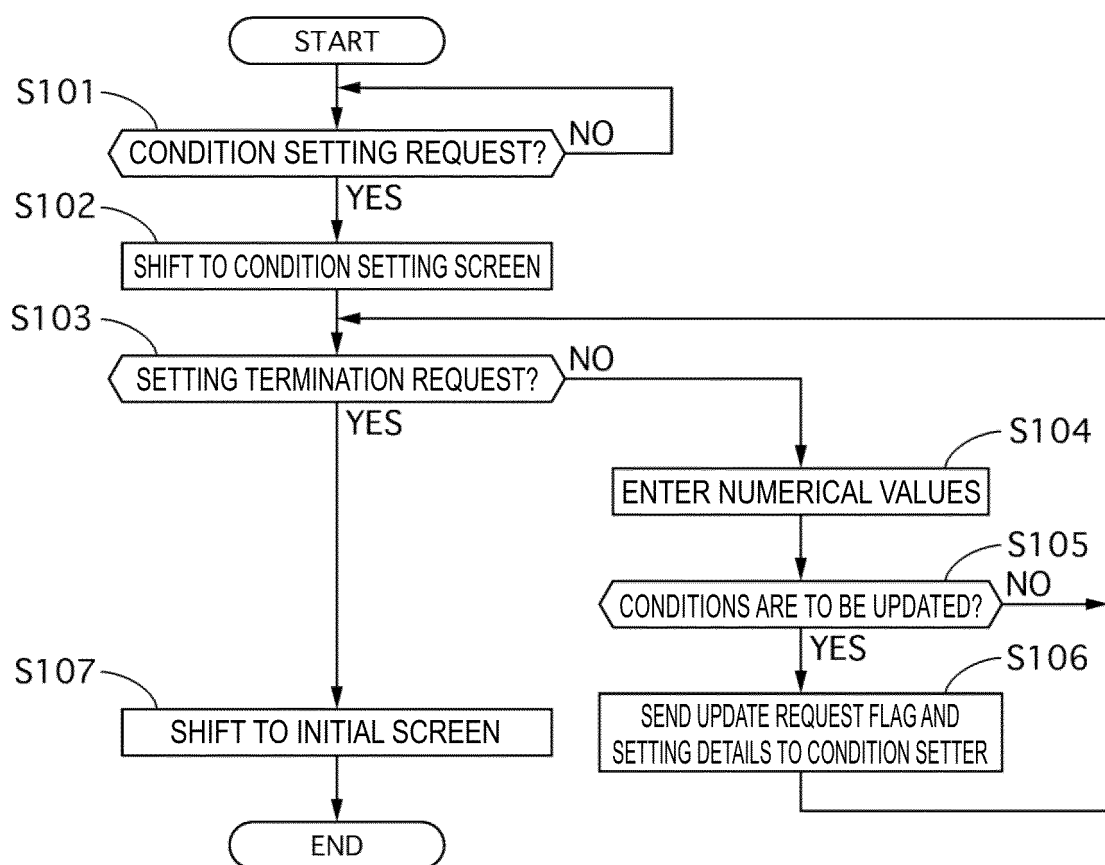 START
S101
CONDITION SETTING REQUEST?
NO
YES
S102
SHIFT TO CONDITION SETTING SCREEN
S103
SETTING TERMINATION REQUEST?
NO
YES
S104
ENTER NUMERICAL VALUES
S105
CONDITIONS ARE TO BE UPDATED?
NO
YES
S106
SEND UPDATE REQUEST FLAG AND
SETTING DETAILS TO CONDITION SETTER
S107
SHIFT TO INITIAL SCREEN
END